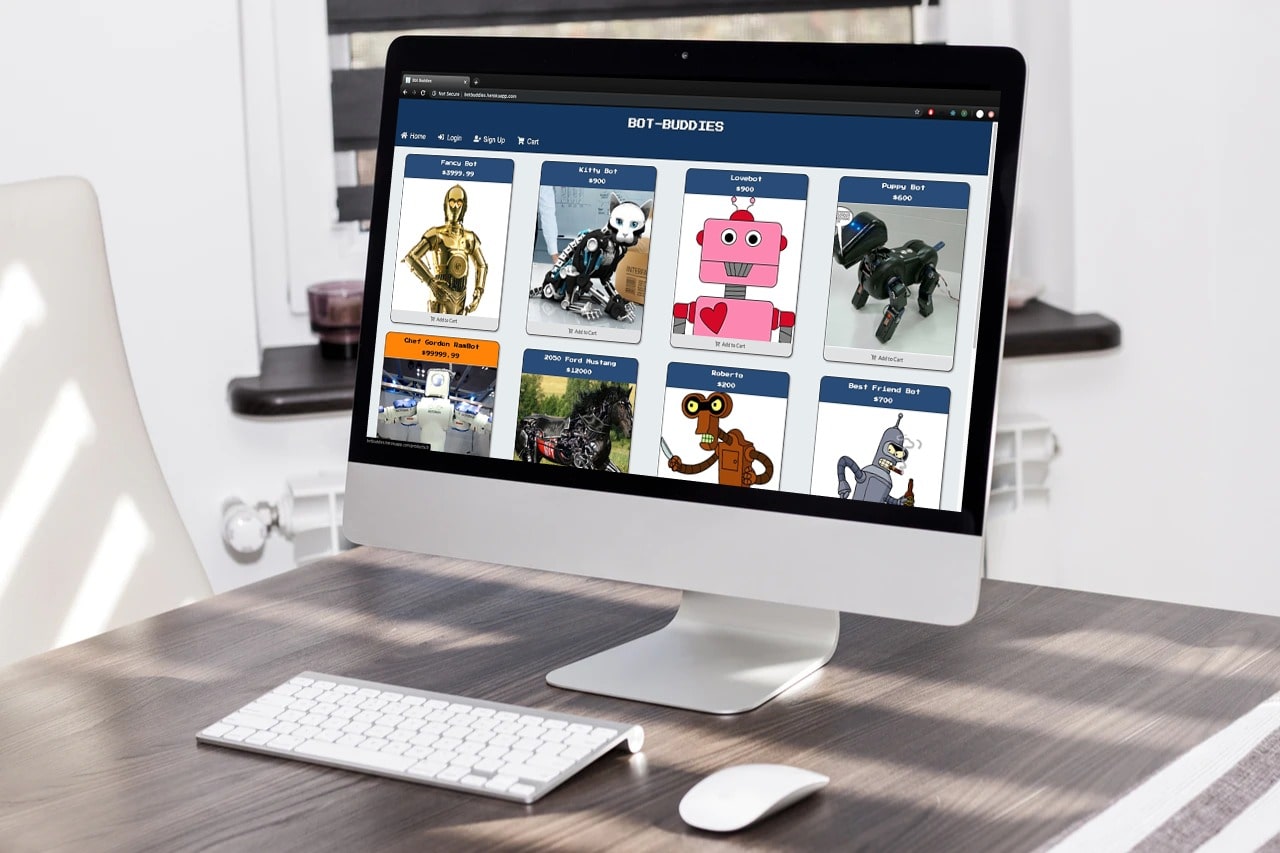 Bot Buddies
Not Secure | botbuddies.herokuapp.com
BOT-BUDDIES
Home Login Sign Up Cart
Fancy Bot
$3999.99
Add to Cart
Kitty Bot
$900
Add to Cart
Lovebot
$900
Add to Cart
Puppy Bot
$600
Add to Cart
Chef Gordon RamBot
$99999.99
2050 Ford Mustang
$12000
Roberto
$200
Best Friend Bot
$700